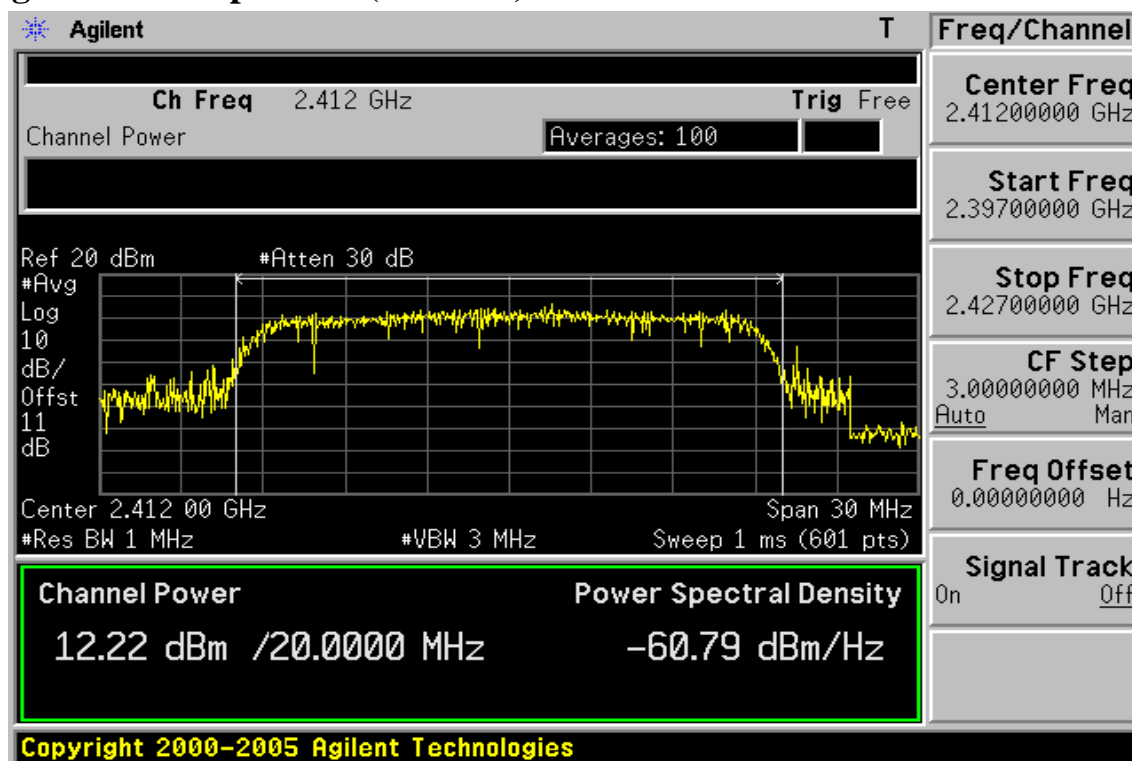 Agilent T
Freq/Channel
Ch Freq 2.412 GHz Trig Free
Channel Power Averages: 100
Ref 20 dBm #Atten 30 dB
#Avg
Log
10
dB/
Offst
11
dB
Center 2.412 00 GHz Span 30 MHz
#Res BW 1 MHz #VBW 3 MHz Sweep 1 ms (601 pts)
Channel Power Power Spectral Density
12.22 dBm /20.0000 MHz -60.79 dBm/Hz
Center Freq
2.41200000 GHz
Start Freq
2.39700000 GHz
Stop Freq
2.42700000 GHz
CF Step
3.00000000 MHz
Auto Man
Freq Offset
0.00000000 Hz
Signal Track
On Off
Copyright 2000-2005 Agilent Technologies